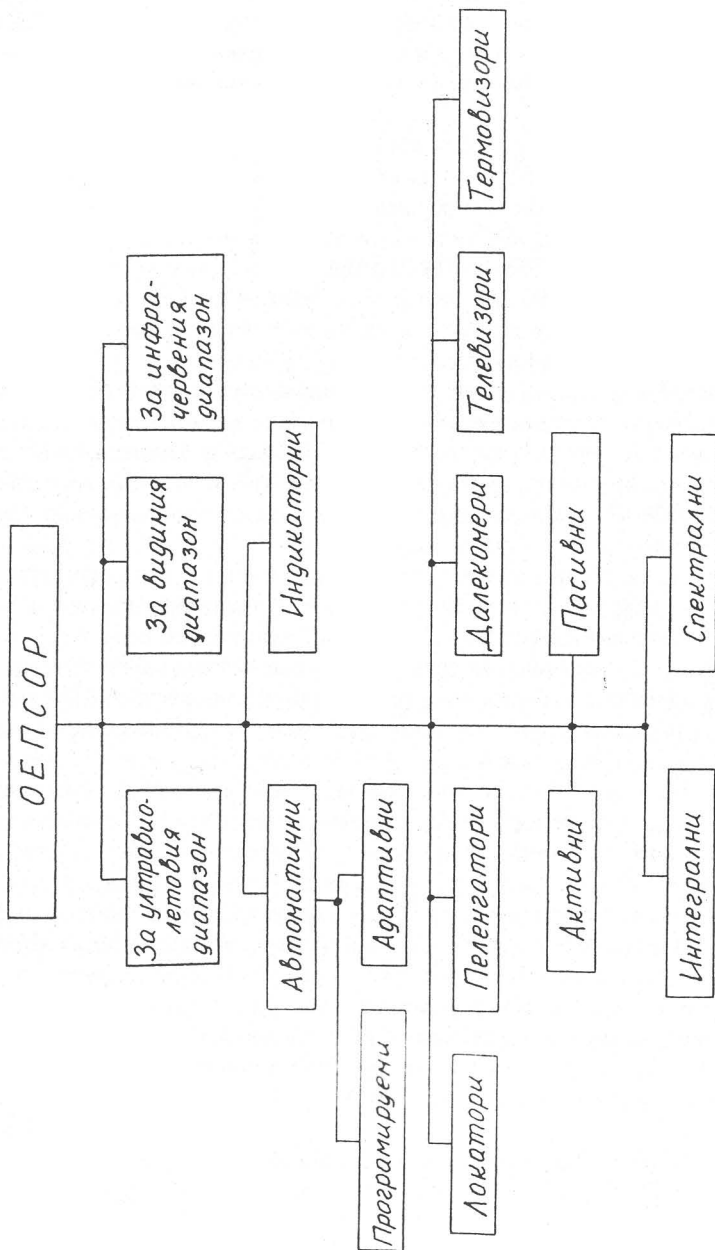 ОЕПСОР
За ултравио-
летовия
диапазон
За видиния
диапазон
За инфра-
червения
диапазон
Автоматични
Индикаторни
Програмируеми
Адаптивни
Локатори
Пеленгатори
Далекомери
Телевизори
Термовизори
Активни
Пасивни
Интегрални
Спектрални